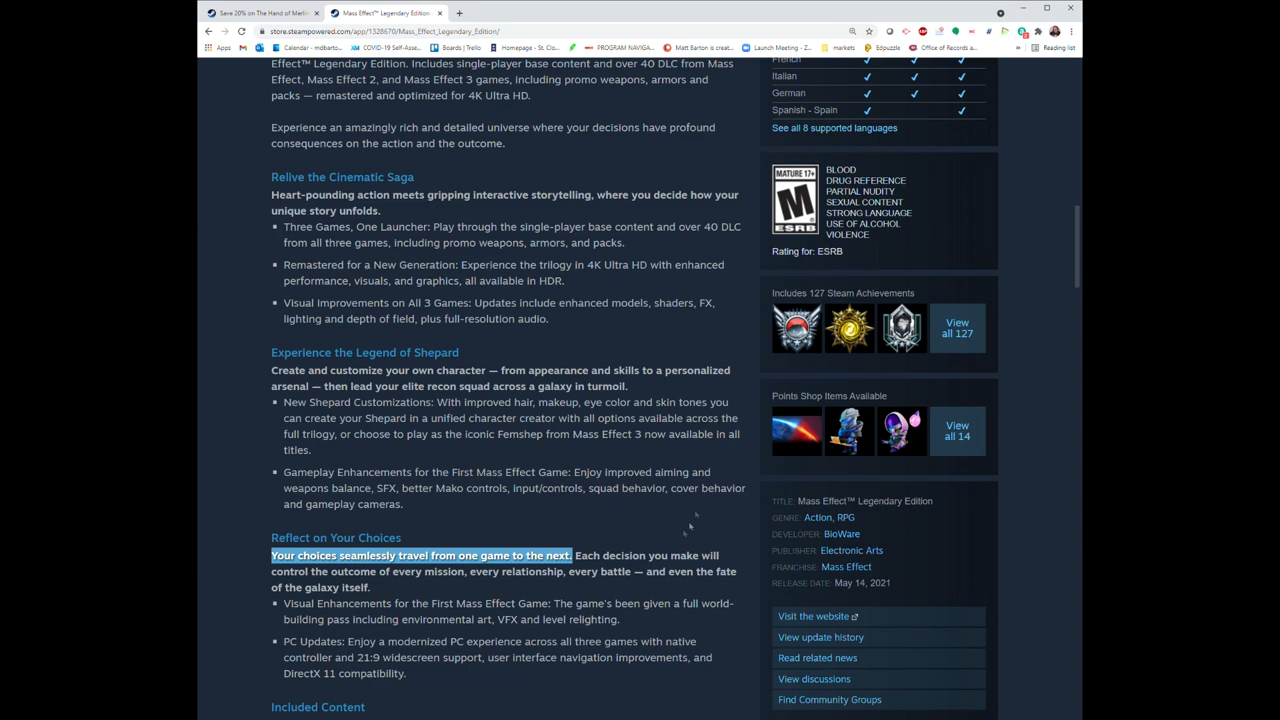 Save 20% on The Hand of Merlin
Mass Effect™ Legendary Edition
store.steampowered.com/app/1328670/Mass_Effect_Legendary_Edition/
Apps
Calendar - mdbarto...
COVID-19 Self-Asse...
Boards | Trello
Homepage - St. Clo...
PROGRAM NAVIGA...
Matt Barton is creat...
Launch Meeting - Z...
markets
Edpuzzle
Office of Records a...
Reading list
Effect™ Legendary Edition. Includes single-player base content and over 40 DLC from Mass
Effect, Mass Effect 2, and Mass Effect 3 games, including promo weapons, armors and
packs — remastered and optimized for 4K Ultra HD.
Experience an amazingly rich and detailed universe where your decisions have profound
consequences on the action and the outcome.
Relive the Cinematic Saga
Heart-pounding action meets gripping interactive storytelling, where you decide how your
unique story unfolds.
Three Games, One Launcher: Play through the single-player base content and over 40 DLC
from all three games, including promo weapons, armors, and packs.
Remastered for a New Generation: Experience the trilogy in 4K Ultra HD with enhanced
performance, visuals, and graphics, all available in HDR.
Visual Improvements on All 3 Games: Updates include enhanced models, shaders, FX,
lighting and depth of field, plus full-resolution audio.
Experience the Legend of Shepard
Create and customize your own character — from appearance and skills to a personalized
arsenal — then lead your elite recon squad across a galaxy in turmoil.
New Shepard Customizations: With improved hair, makeup, eye color and skin tones you
can create your Shepard in a unified character creator with all options available across the
full trilogy, or choose to play as the iconic Femshep from Mass Effect 3 now available in all
titles.
Gameplay Enhancements for the First Mass Effect Game: Enjoy improved aiming and
weapons balance, SFX, better Mako controls, input/controls, squad behavior, cover behavior
and gameplay cameras.
Reflect on Your Choices
Your choices seamlessly travel from one game to the next. Each decision you make will
control the outcome of every mission, every relationship, every battle — and even the fate
of the galaxy itself.
Visual Enhancements for the First Mass Effect Game: The game's been given a full world-
building pass including environmental art, VFX and level relighting.
PC Updates: Enjoy a modernized PC experience across all three games with native
controller and 21:9 widescreen support, user interface navigation improvements, and
DirectX 11 compatibility.
Included Content
French
Italian
German
Spanish - Spain
See all 8 supported languages
MATURE 17+
M
ESRB
BLOOD
DRUG REFERENCE
PARTIAL NUDITY
SEXUAL CONTENT
STRONG LANGUAGE
USE OF ALCOHOL
VIOLENCE
Rating for: ESRB
Includes 127 Steam Achievements
View
all 127
Points Shop Items Available
View
all 14
TITLE: Mass Effect™ Legendary Edition
GENRE: Action, RPG
DEVELOPER: BioWare
PUBLISHER: Electronic Arts
FRANCHISE: Mass Effect
RELEASE DATE: May 14, 2021
Visit the website
View update history
Read related news
View discussions
Find Community Groups